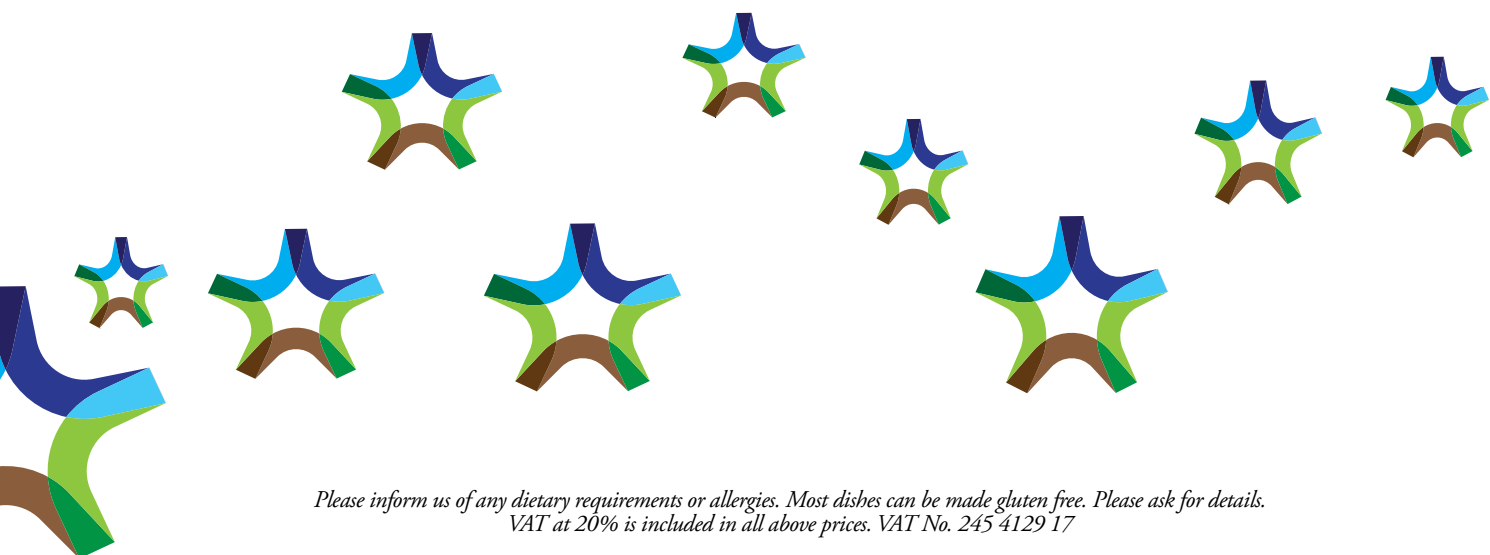 Please inform us of any dietary requirements or allergies. Most dishes can be made gluten free. Please ask for details.
VAT at 20% is included in all above prices. VAT No. 245 4129 17